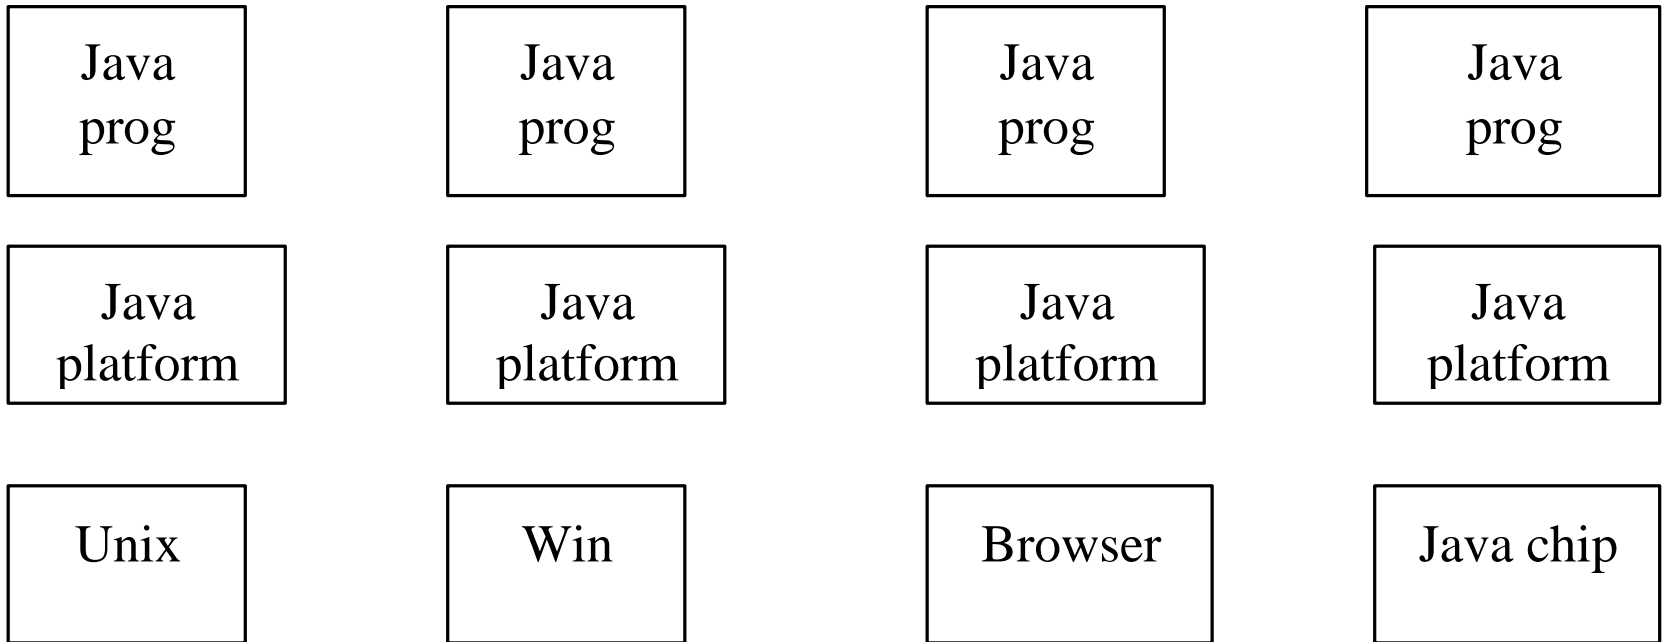 Java
prog
Java
prog
Java
prog
Java
prog
Java
platform
Java
platform
Java
platform
Java
platform
Unix
Win
Browser
Java chip